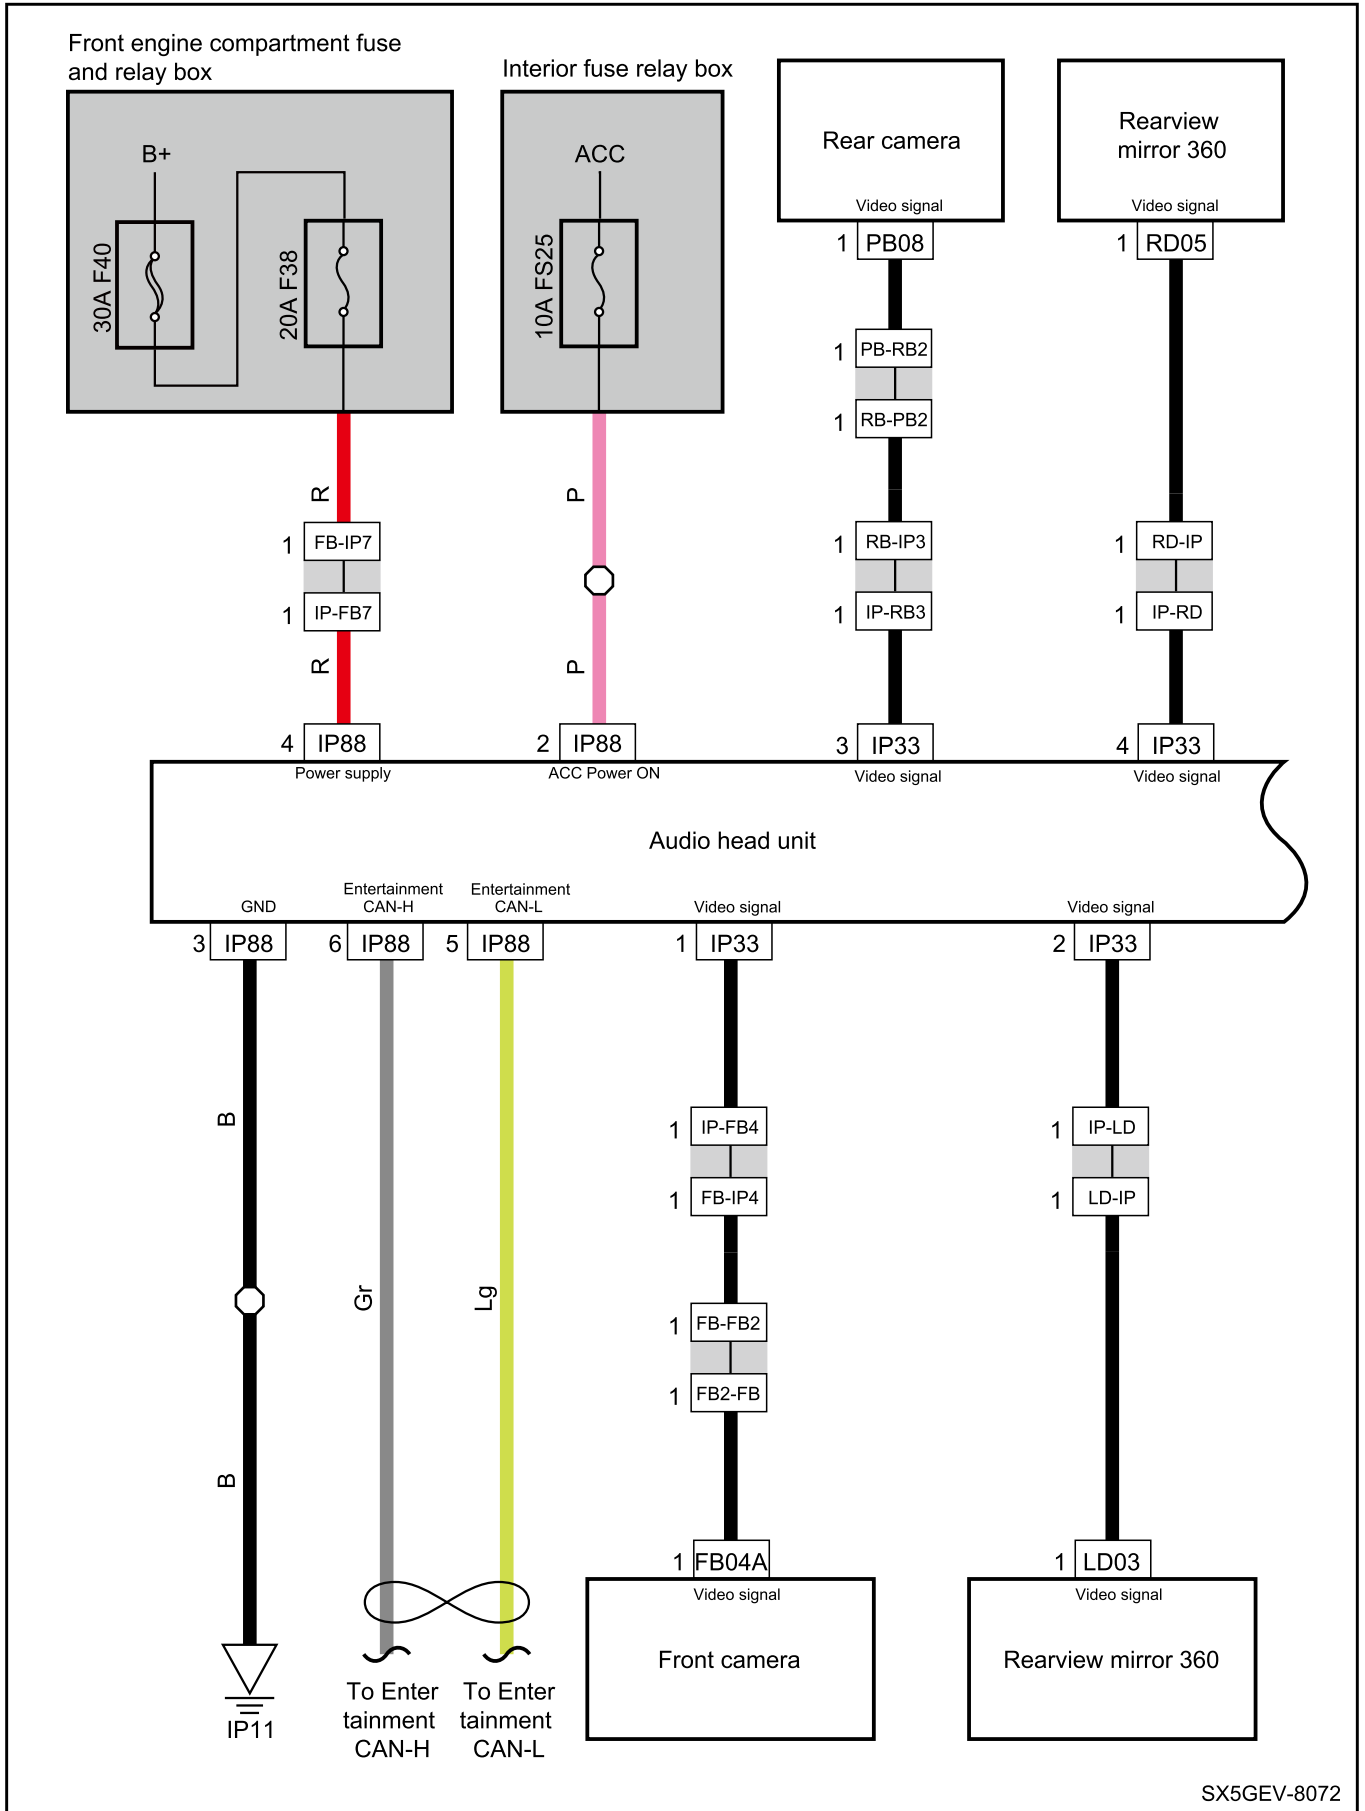 Front engine compartment fuse
and relay box
Interior fuse relay box
B+
30A F40
20A F38
ACC
10A FS25
Rear camera
Video signal
Rearview
mirror 360
Video signal
1 PB08
1 RD05
1 PB-RB2
1 RB-PB2
R
P
1 FB-IP7
1 RB-IP3
1 RD-IP
1 IP-FB7
1 IP-RB3
1 IP-RD
R
P
4 IP88
2 IP88
3 IP33
4 IP33
Power supply
ACC Power ON
Video signal
Video signal
Audio head unit
GND
Entertainment
CAN-H
Entertainment
CAN-L
Video signal
Video signal
3 IP88
6 IP88
5 IP88
1 IP33
2 IP33
B
1 IP-FB4
1 IP-LD
1 FB-IP4
1 LD-IP
Gr
Lg
1 FB-FB2
1 FB2-FB
B
1 FB04A
1 LD03
Video signal
Video signal
Front camera
Rearview mirror 360
IP11
To Enter
tainment
CAN-H
To Enter
tainment
CAN-L
SX5GEV-8072